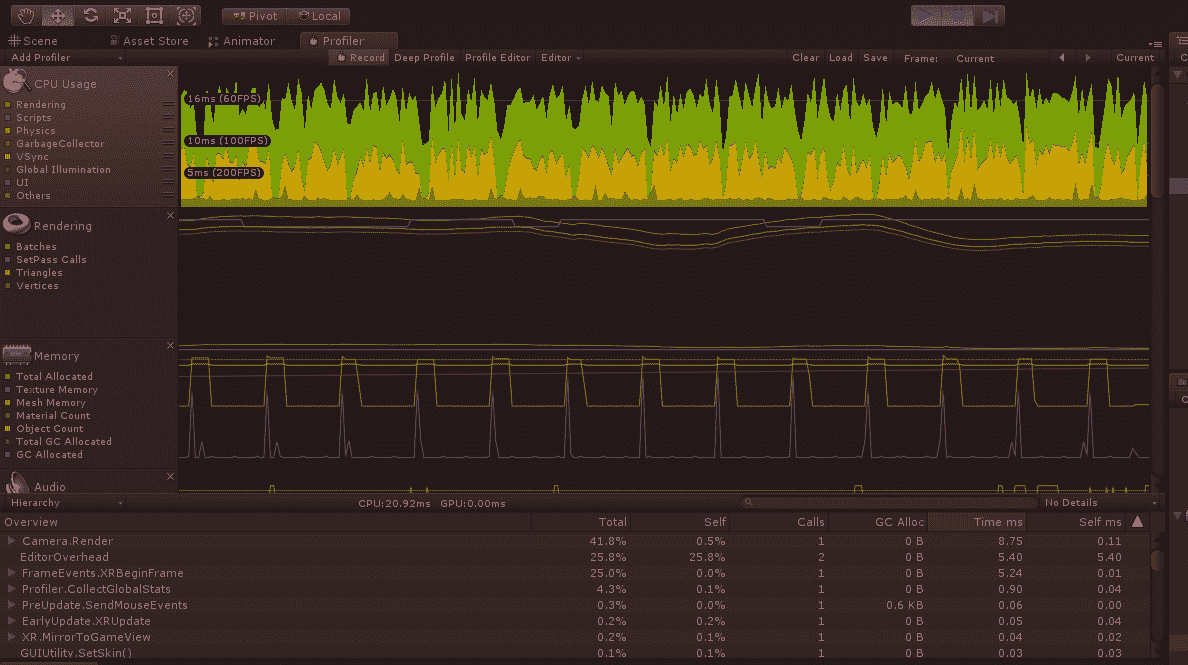 Pivot Local
Scene Asset Store Animator Profiler
Add Profiler Record Deep Profile Profile Editor Editor Clear Load Save Frame: Current Current
CPU Usage
Rendering
Scripts
Physics
GarbageCollector
VSync
Global Illumination
UI
Others
16ms (60FPS)
10ms (100FPS)
5ms (200FPS)
Rendering
Batches
SetPass Calls
Triangles
Vertices
Memory
Total Allocated
Texture Memory
Mesh Memory
Material Count
Object Count
Total GC Allocated
GC Allocated
Audio
Hierarchy CPU:20.92ms GPU:0.00ms No Details
Overview Total Self Calls GC Alloc Time ms Self ms
Camera.Render 41.8% 0.5% 1 0 B 8.75 0.11
EditorOverhead 25.8% 25.8% 2 0 B 5.40 5.40
FrameEvents.XRBeginFrame 25.0% 0.0% 1 0 B 5.24 0.01
Profiler.CollectGlobalStats 4.3% 0.1% 1 0 B 0.90 0.04
PreUpdate.SendMouseEvents 0.3% 0.0% 1 0.6 KB 0.06 0.00
EarlyUpdate.XRUpdate 0.2% 0.2% 1 0 B 0.05 0.04
XR.MirrorToGameView 0.2% 0.1% 1 0 B 0.04 0.02
GUIUtility.SetSkin() 0.1% 0.1% 1 0 B 0.03 0.03